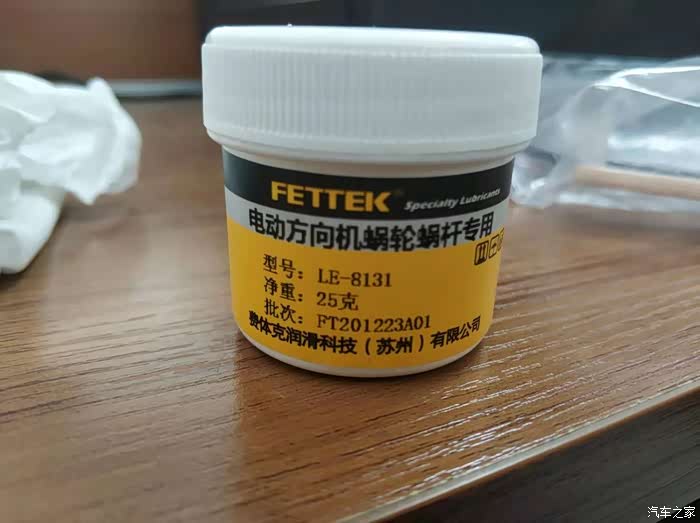 FETTEK® Specialty Lubricants
电动方向机蜗轮蜗杆专用
型号：LE-8131
净重：25克
批次：FT201223A01
费体克润滑科技（苏州）有限公司
汽车之家